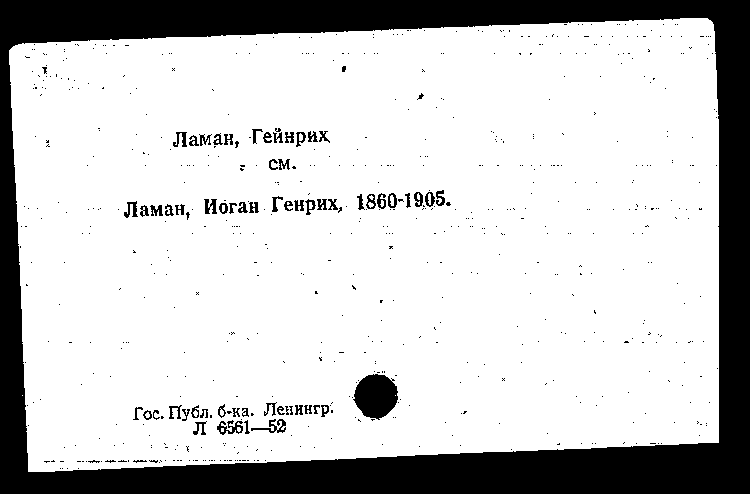 Ламан, Гейнрих
см.
Ламан, Иоган Генрих, 1860-1905.
Гос. Публ. б-ка. Ленингр.
Л 6561—52